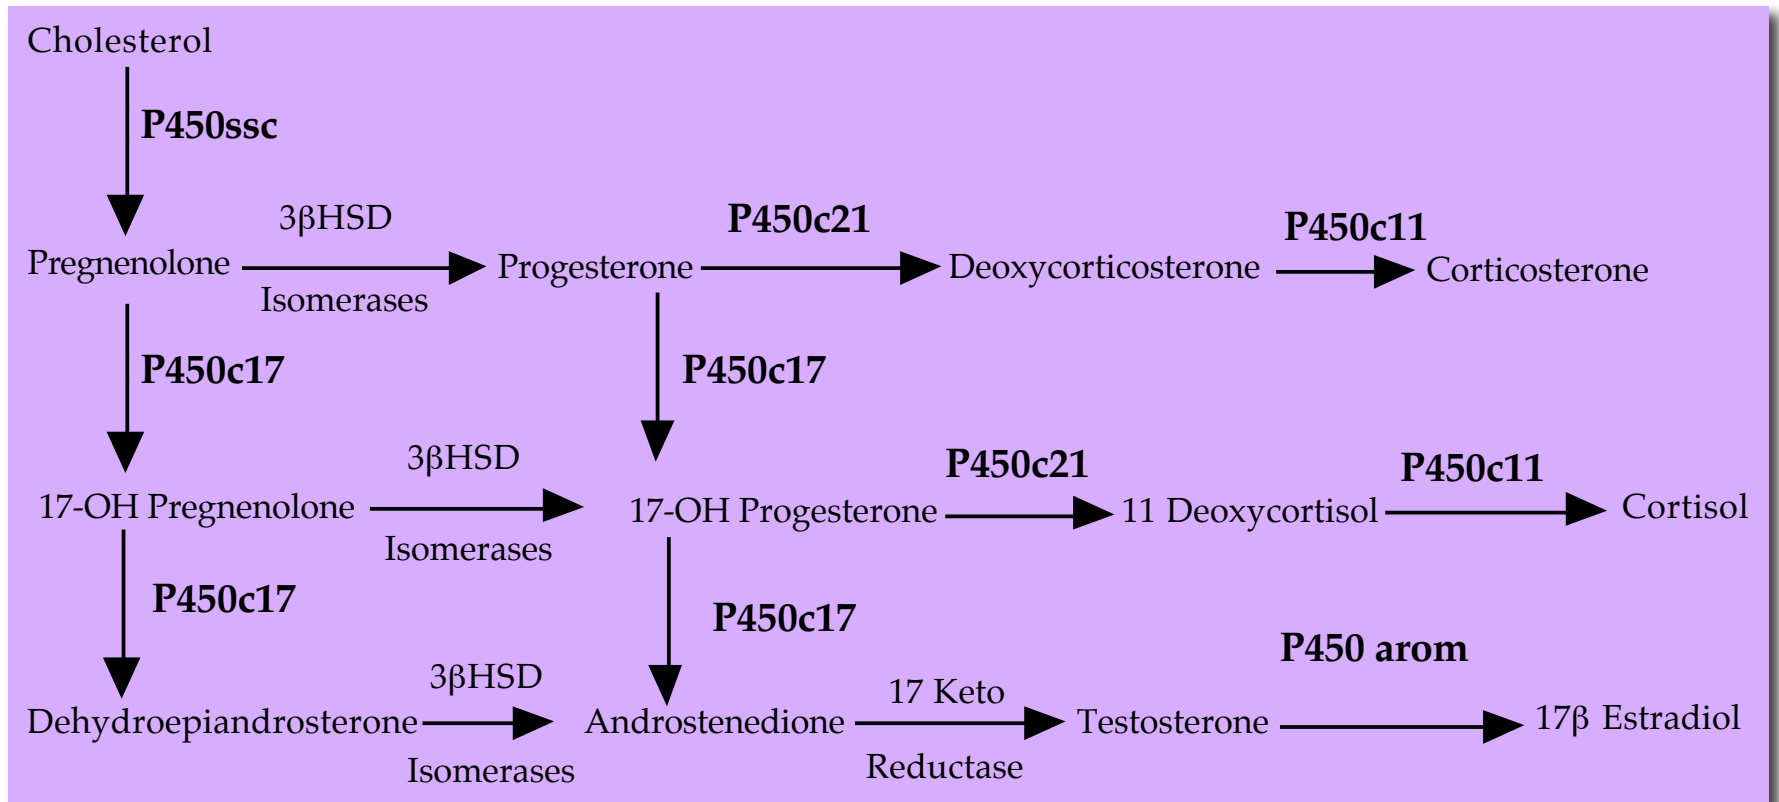 Cholesterol
P450ssc
3βHSD
P450c21
P450c11
Pregnenolone
Progesterone
Deoxycorticosterone
Corticosterone
Isomerases
P450c17
P450c17
3βHSD
P450c21
P450c11
17-OH Pregnenolone
17-OH Progesterone
11 Deoxycortisol
Cortisol
Isomerases
P450c17
P450c17
P450 arom
3βHSD
17 Keto
Dehydroepiandrosterone
Androstenedione
Testosterone
17β Estradiol
Isomerases
Reductase